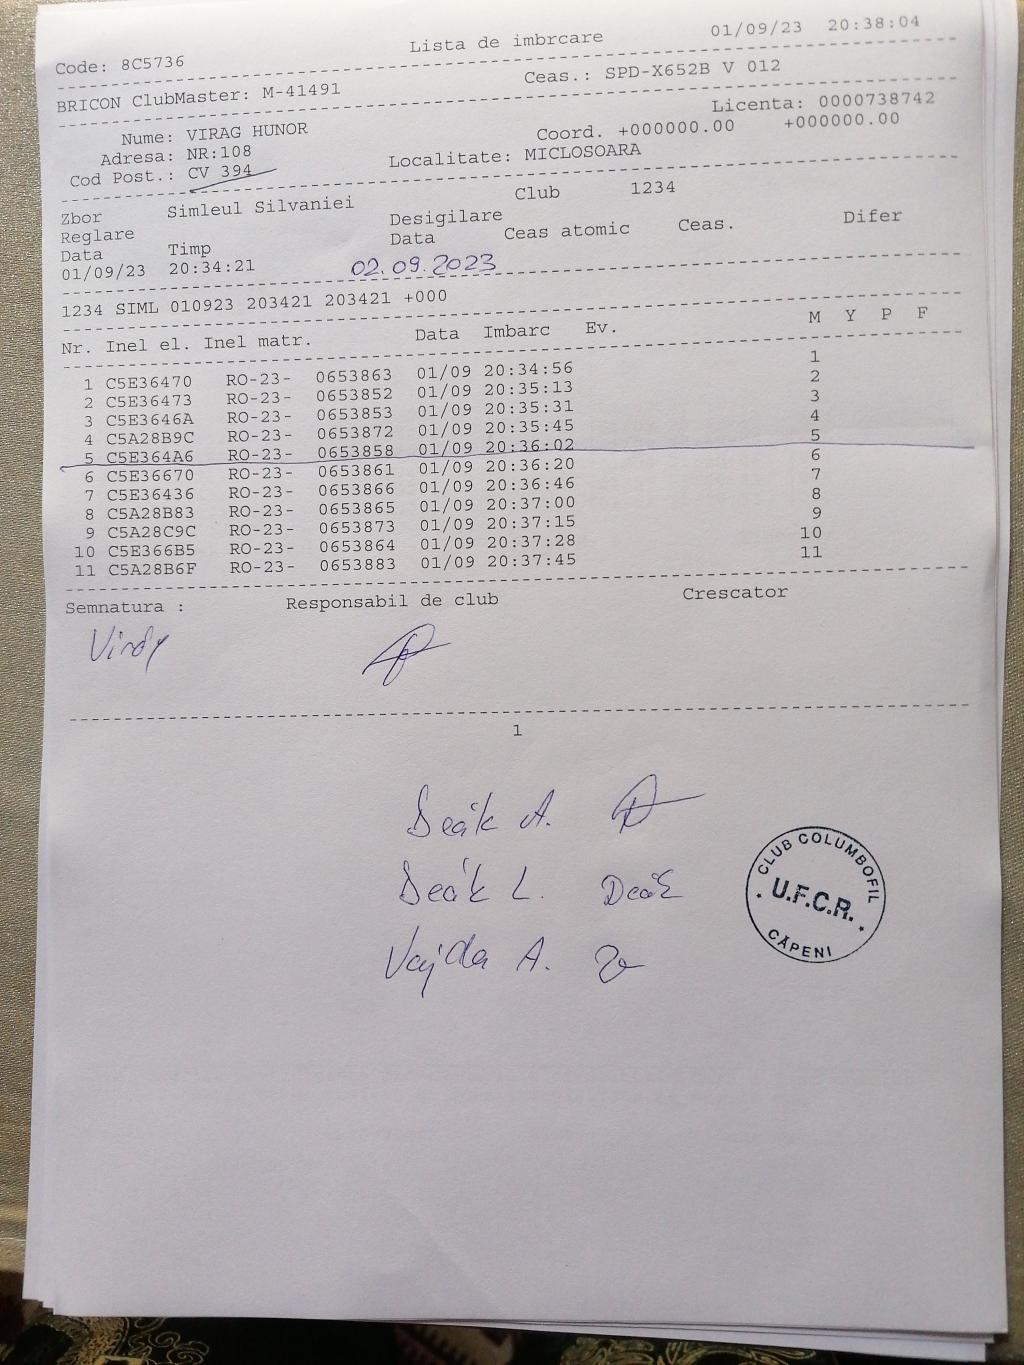 Lista de imbrcare 01/09/23 20:38:04
Code: 8C5736
BRICON ClubMaster: M-41491 Ceas.: SPD-X652B V 012
Licenta: 0000738742
Nume: VIRAG HUNOR Coord. +000000.00 +000000.00
Adresa: NR:108
Cod Post.: CV 394 Localitate: MICLOSOARA
Zbor Simleul Silvaniei Club 1234
Reglare Desigilare
Data Timp Data Ceas atomic Ceas. Difer
01/09/23 20:34:21 02.09.2023
1234 SIML 010923 203421 203421 +000
Nr. Inel el. Inel matr. Data Imbarc Ev. M Y P F
1 C5E36470 RO-23- 0653863 01/09 20:34:56 1
2 C5E36473 RO-23- 0653852 01/09 20:35:13 2
3 C5E3646A RO-23- 0653853 01/09 20:35:31 3
4 C5A28B9C RO-23- 0653872 01/09 20:35:45 4
5 C5E364A6 RO-23- 0653858 01/09 20:36:02 5
6 C5E36670 RO-23- 0653861 01/09 20:36:20 6
7 C5E36436 RO-23- 0653866 01/09 20:36:46 7
8 C5A28B83 RO-23- 0653865 01/09 20:37:00 8
9 C5A28C9C RO-23- 0653873 01/09 20:37:15 9
10 C5E366B5 RO-23- 0653864 01/09 20:37:28 10
11 C5A28B6F RO-23- 0653883 01/09 20:37:45 11
Semnatura : Responsabil de club Crescator
1
Deák A.
Deák L. Deák
Vajda A.
CLUB COLUMBOFIL
U.F.C.R.
CĂPENI